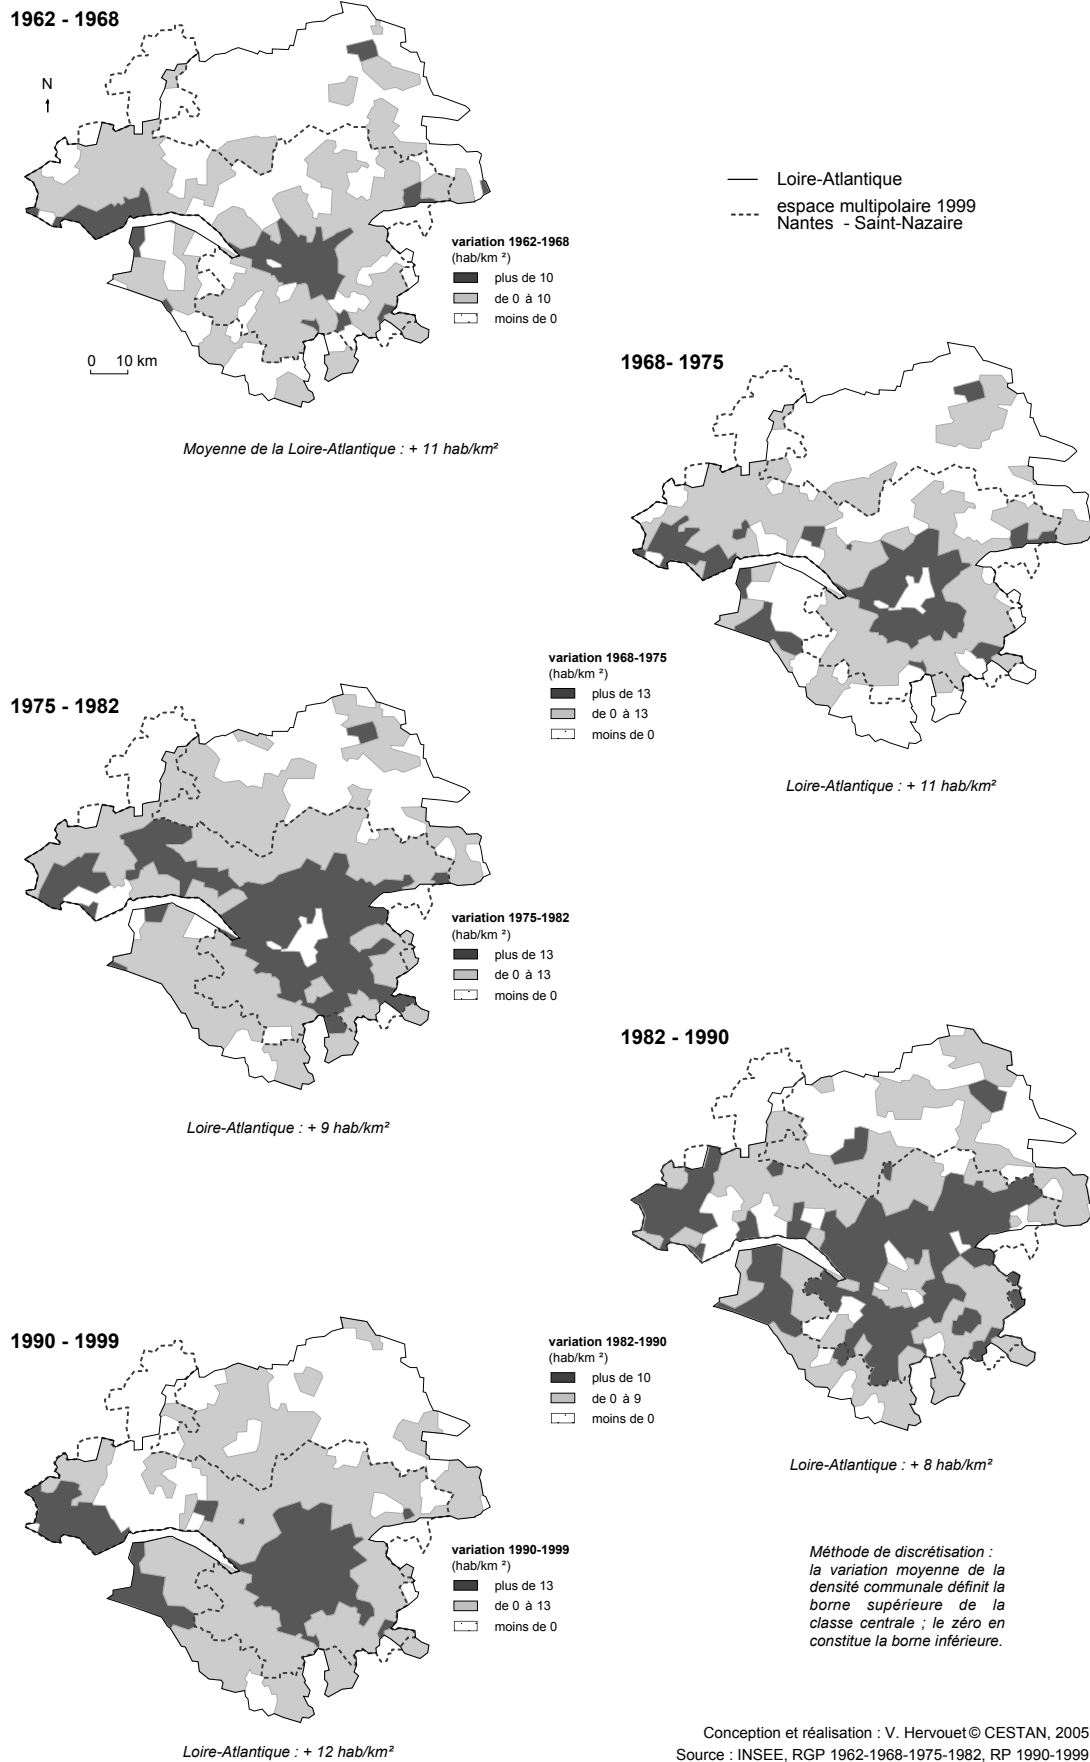 1962 - 1968
N
Loire-Atlantique
espace multipolaire 1999
Nantes - Saint-Nazaire
variation 1962-1968
(hab/km ²)
plus de 10
de 0 à 10
moins de 0
0 10 km
Moyenne de la Loire-Atlantique : + 11 hab/km²
1968- 1975
variation 1968-1975
(hab/km ²)
plus de 13
de 0 à 13
moins de 0
Loire-Atlantique : + 11 hab/km²
1975 - 1982
variation 1975-1982
(hab/km ²)
plus de 13
de 0 à 13
moins de 0
Loire-Atlantique : + 9 hab/km²
1982 - 1990
variation 1982-1990
(hab/km ²)
plus de 10
de 0 à 9
moins de 0
Loire-Atlantique : + 8 hab/km²
1990 - 1999
variation 1990-1999
(hab/km ²)
plus de 13
de 0 à 13
moins de 0
Loire-Atlantique : + 12 hab/km²
Méthode de discrétisation :
la variation moyenne de la
densité communale définit la
borne supérieure de la
classe centrale ; le zéro en
constitue la borne inférieure.
Conception et réalisation : V. Hervouet © CESTAN, 2005
Source : INSEE, RGP 1962-1968-1975-1982, RP 1990-1999